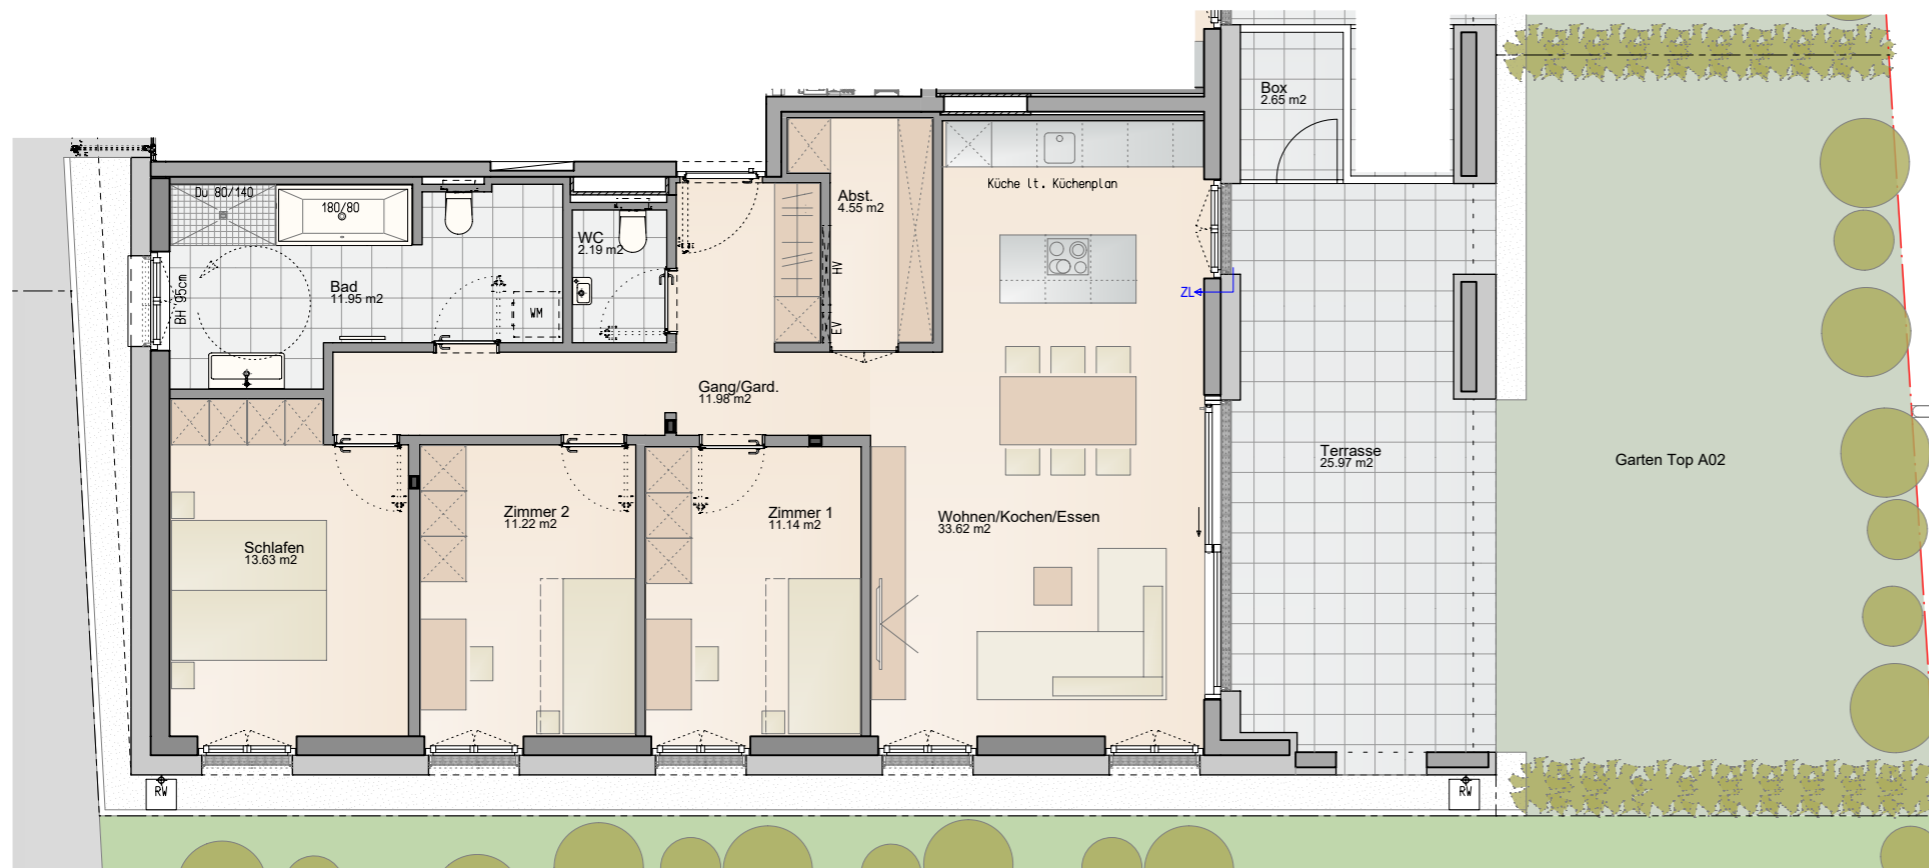 Box
2.65 m2
Du 80/140
180/80
Küche lt. Küchenplan
Abst.
4.55 m2
WC
2.19 m2
HV
Bad
11.95 m2
BH 95cm
ZL
WM
EV
Gang/Gard.
11.98 m2
Terrasse
25.97 m2
Garten Top A02
Zimmer 2
11.22 m2
Zimmer 1
11.14 m2
Wohnen/Kochen/Essen
33.62 m2
Schlafen
13.63 m2
RW
RW